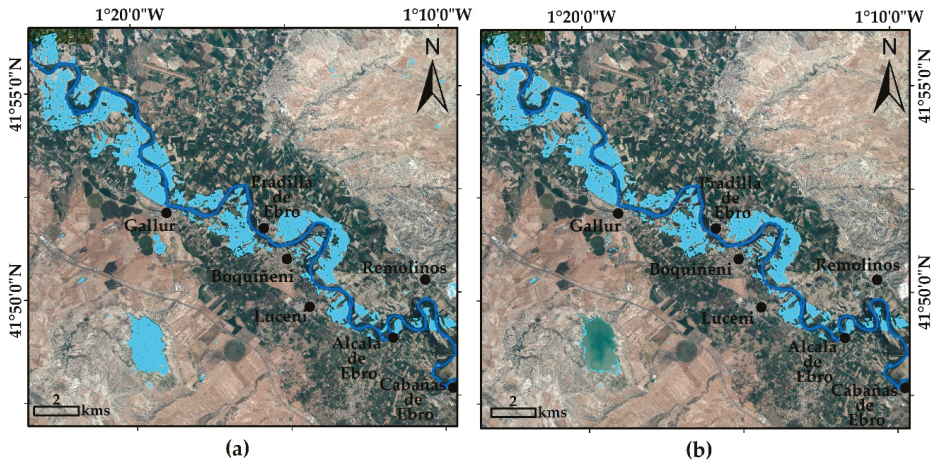 1°20'0"W
1°10'0"W
41°55'0"N
41°50'0"N
N
Pradilla
de
Ebro
Gallur
Boquiñeni
Remolinos
Luceni
Alcala
de
Ebro
Cabañas
de Ebro
2
kms
(a)
1°20'0"W
1°10'0"W
41°55'0"N
41°50'0"N
N
Pradilla
de
Ebro
Gallur
Boquiñeni
Remolinos
Luceni
Alcala
de
Ebro
Cabañas
de Ebro
2
kms
(b)